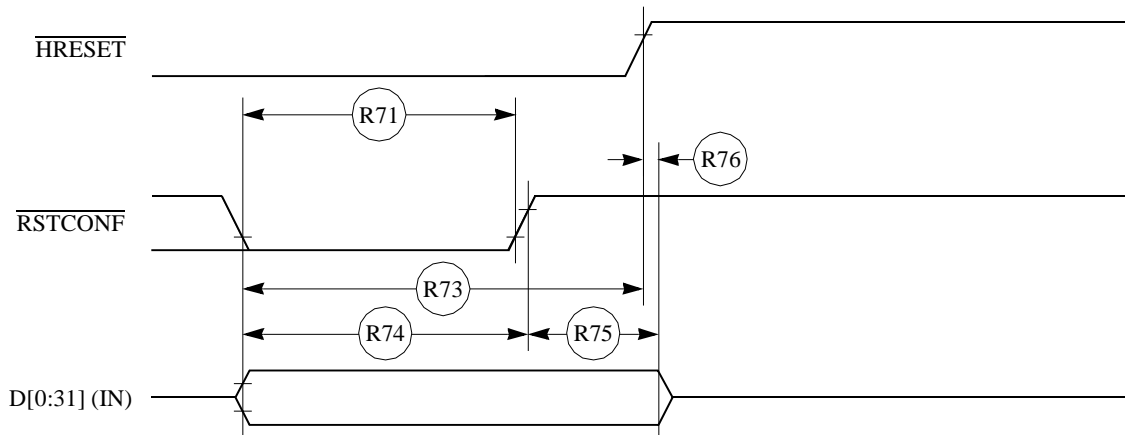 HRESET
R71
R76
RSTCONF
R73
R74
R75
D[0:31] (IN)